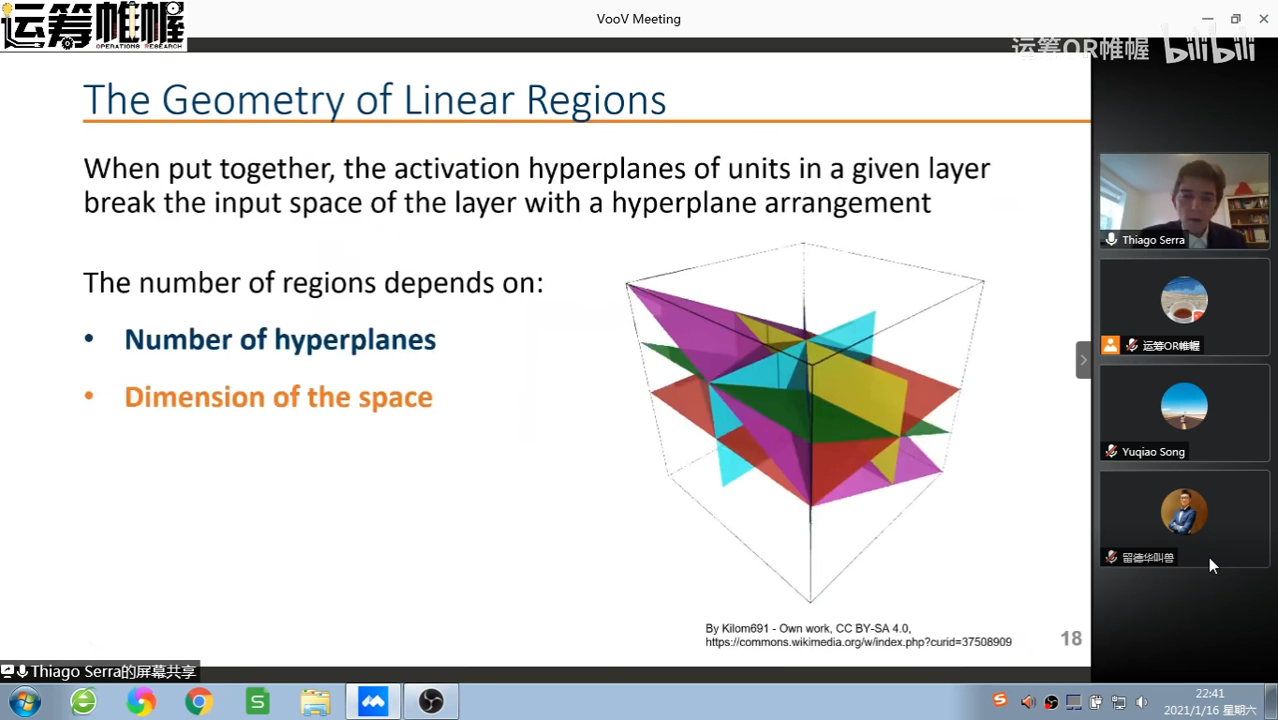 运筹帷幄
OPERATIONS RESEARCH
VooV Meeting
运筹OR帷幄 bilibili
The Geometry of Linear Regions
When put together, the activation hyperplanes of units in a given layer
break the input space of the layer with a hyperplane arrangement
The number of regions depends on:
• Number of hyperplanes
• Dimension of the space
By Kilom691 - Own work, CC BY-SA 4.0,
https://commons.wikimedia.org/w/index.php?curid=37508909
18
Thiago Serra
运筹OR帷幄
Yuqiao Song
留德华叫兽
Thiago Serra的屏幕共享
22:41
2021/1/16 星期六